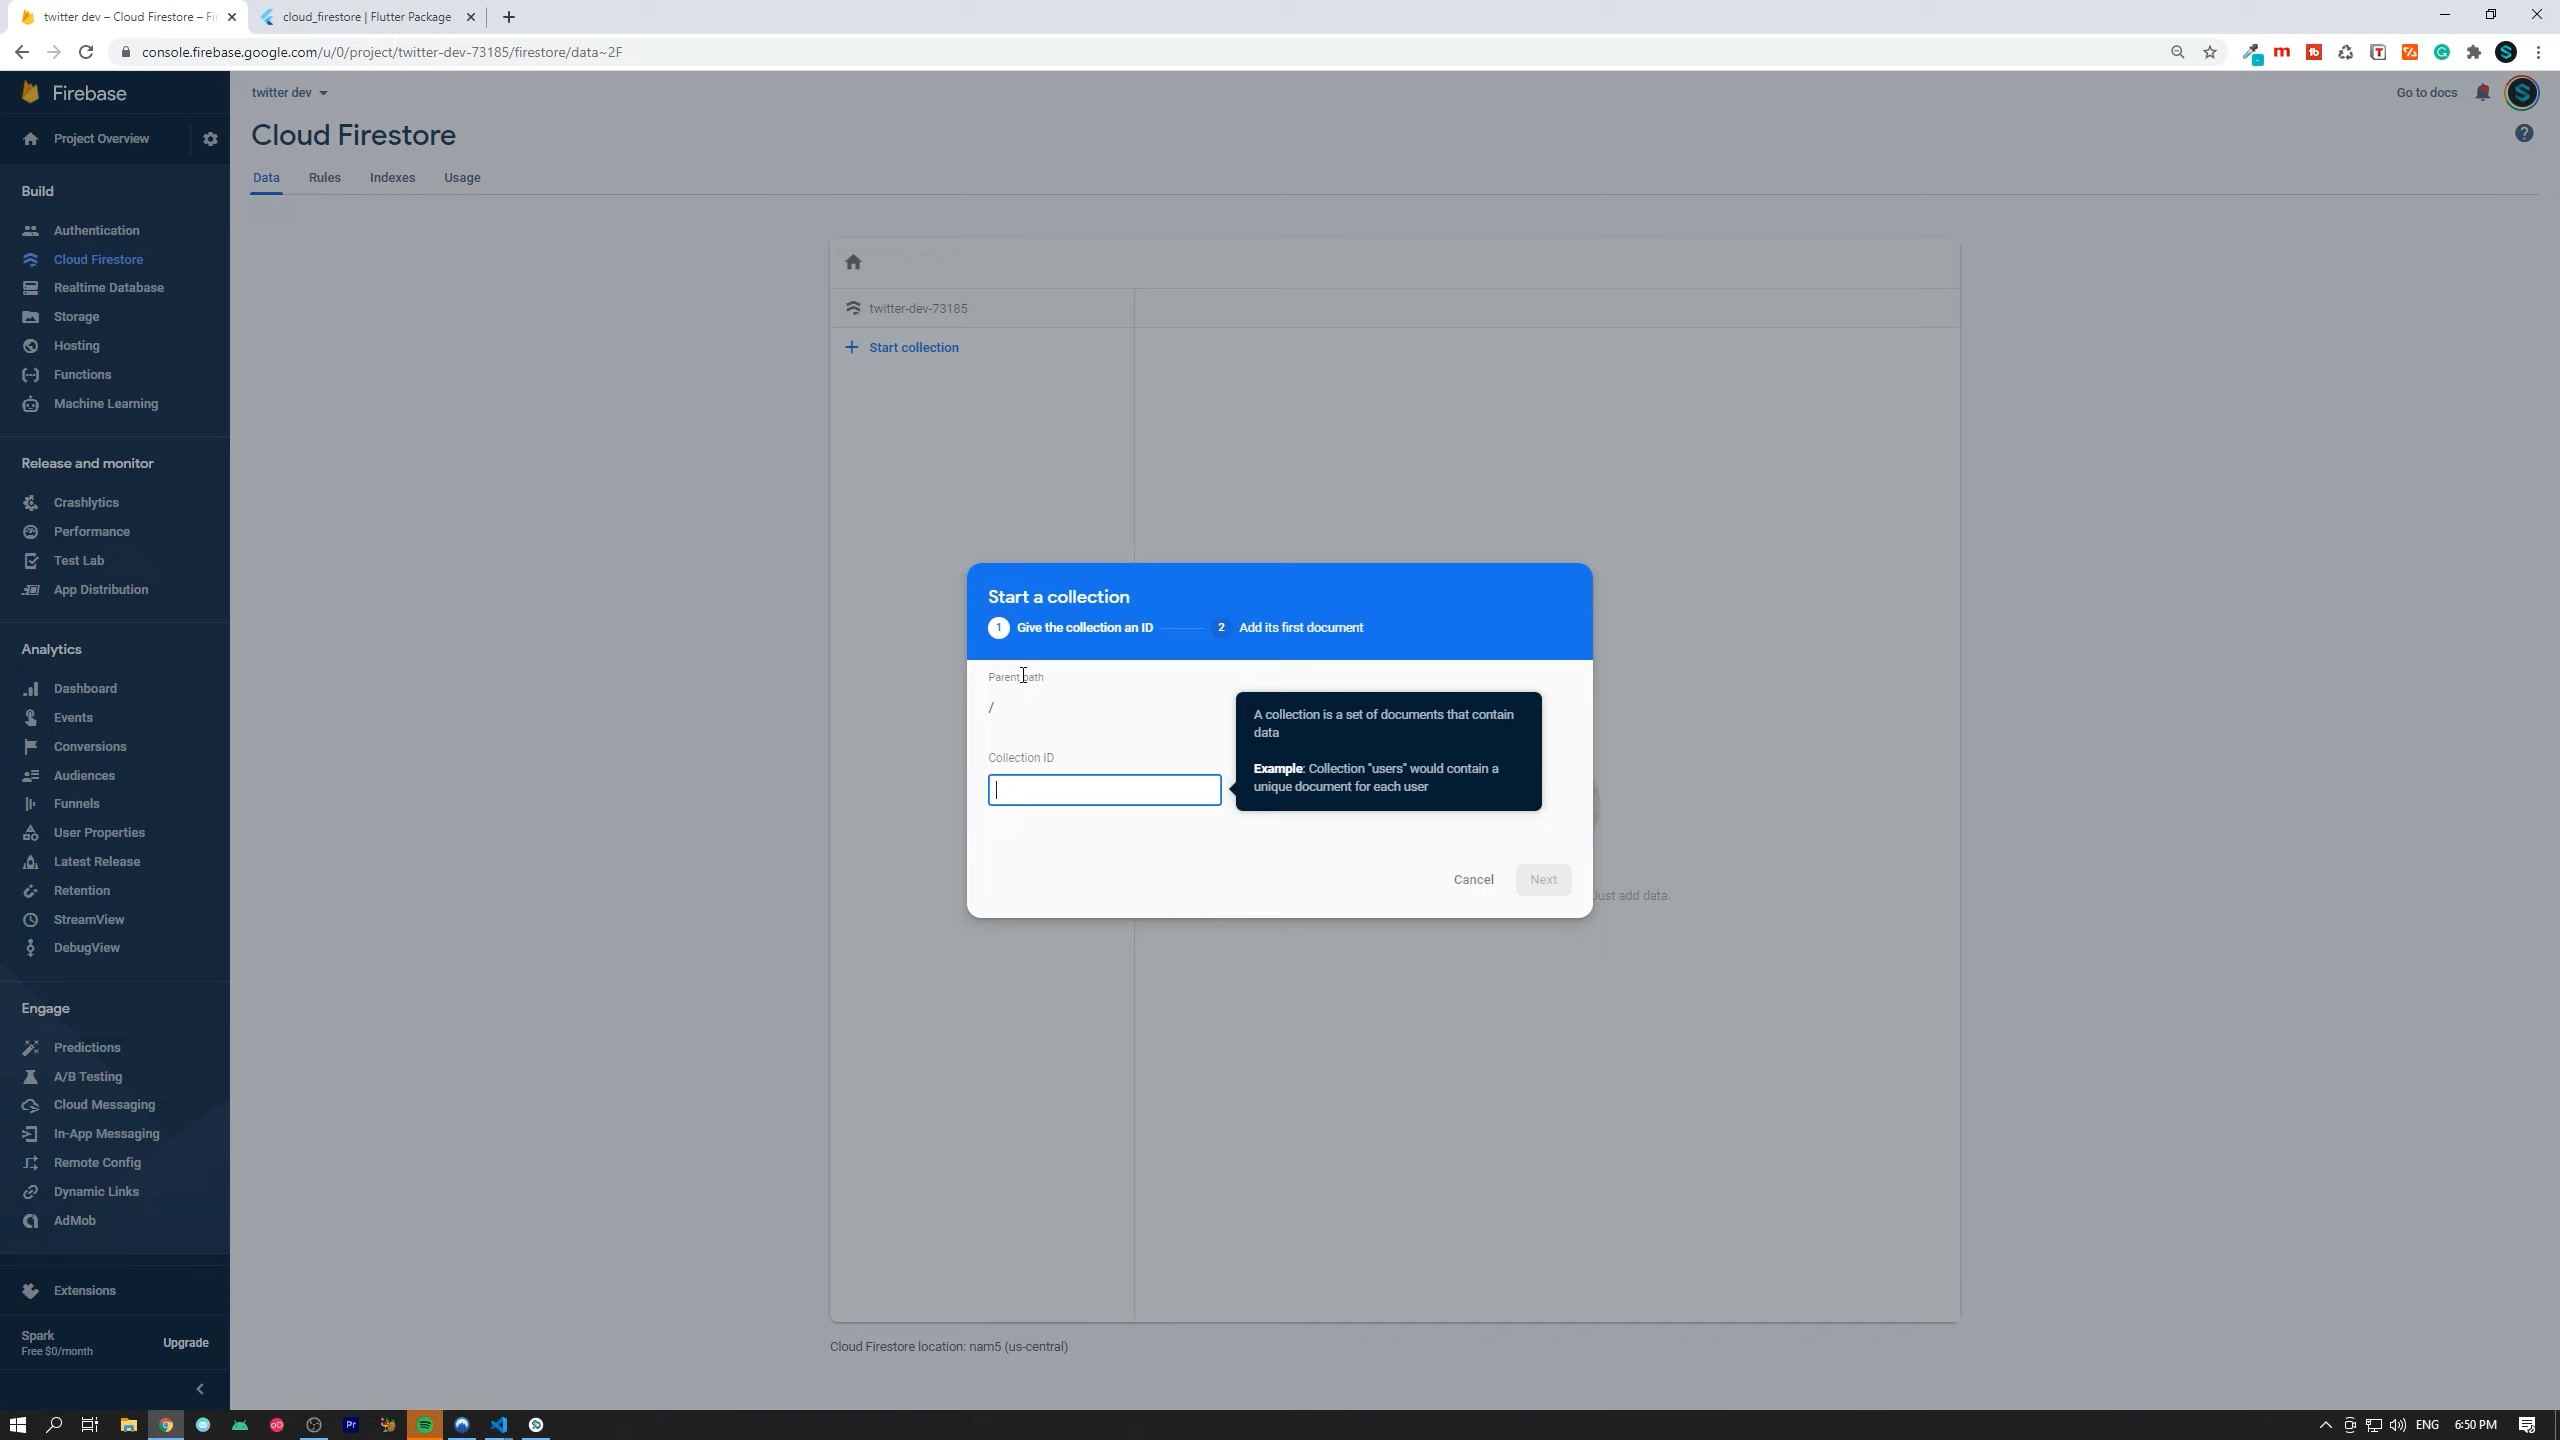 twitter dev – Cloud Firestore – Fi
cloud_firestore | Flutter Package
console.firebase.google.com/u/0/project/twitter-dev-73185/firestore/data~2F
Firebase
Project Overview
Build
Authentication
Cloud Firestore
Realtime Database
Storage
Hosting
Functions
Machine Learning
Release and monitor
Crashlytics
Performance
Test Lab
App Distribution
Analytics
Dashboard
Events
Conversions
Audiences
Funnels
User Properties
Latest Release
Retention
StreamView
DebugView
Engage
Predictions
A/B Testing
Cloud Messaging
In-App Messaging
Remote Config
Dynamic Links
AdMob
Extensions
Spark
Free $0/month
Upgrade
twitter dev
Go to docs
Cloud Firestore
Data
Rules
Indexes
Usage
twitter-dev-73185
Start collection
Start a collection
1 Give the collection an ID
2 Add its first document
Parent path
/
Collection ID
A collection is a set of documents that contain
data
Example: Collection "users" would contain a
unique document for each user
Cancel
Next
Just add data.
Cloud Firestore location: nam5 (us-central)
Pr
ENG
6:50 PM